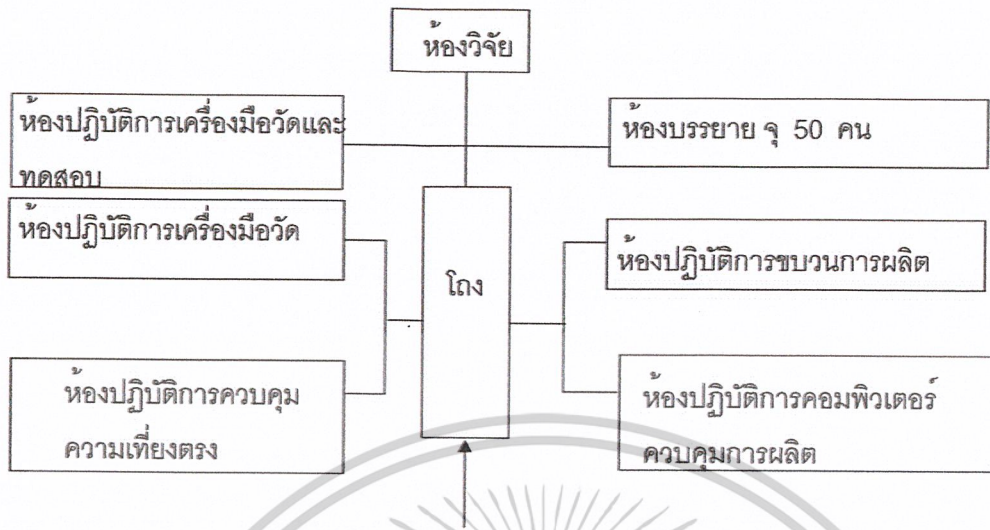 ห้องวิจัย
ห้องปฏิบัติการเครื่องมือวัดและ
ทดสอบ
ห้องบรรยาย จุ 50 คน
ห้องปฏิบัติการเครื่องมือวัด
ห้องปฏิบัติการขบวนการผลิต
โถง
ห้องปฏิบัติการควบคุม
ความเที่ยงตรง
ห้องปฏิบัติการคอมพิวเตอร์
ควบคุมการผลิต